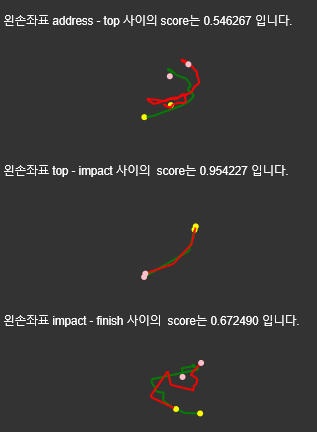 왼손좌표 address - top 사이의 score는 0.546267 입니다.
왼손좌표 top - impact 사이의 score는 0.954227 입니다.
왼손좌표 impact - finish 사이의 score는 0.672490 입니다.